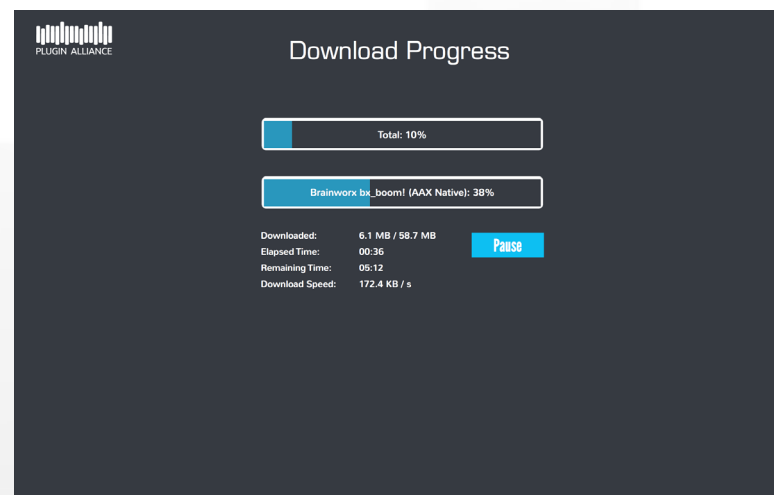 PLUGIN ALLIANCE
Download Progress
Total: 10%
Brainworx bx_boom! (AAX Native): 38%
Downloaded: 6.1 MB / 58.7 MB
Elapsed Time: 00:36
Remaining Time: 05:12
Download Speed: 172.4 KB / s
Pause